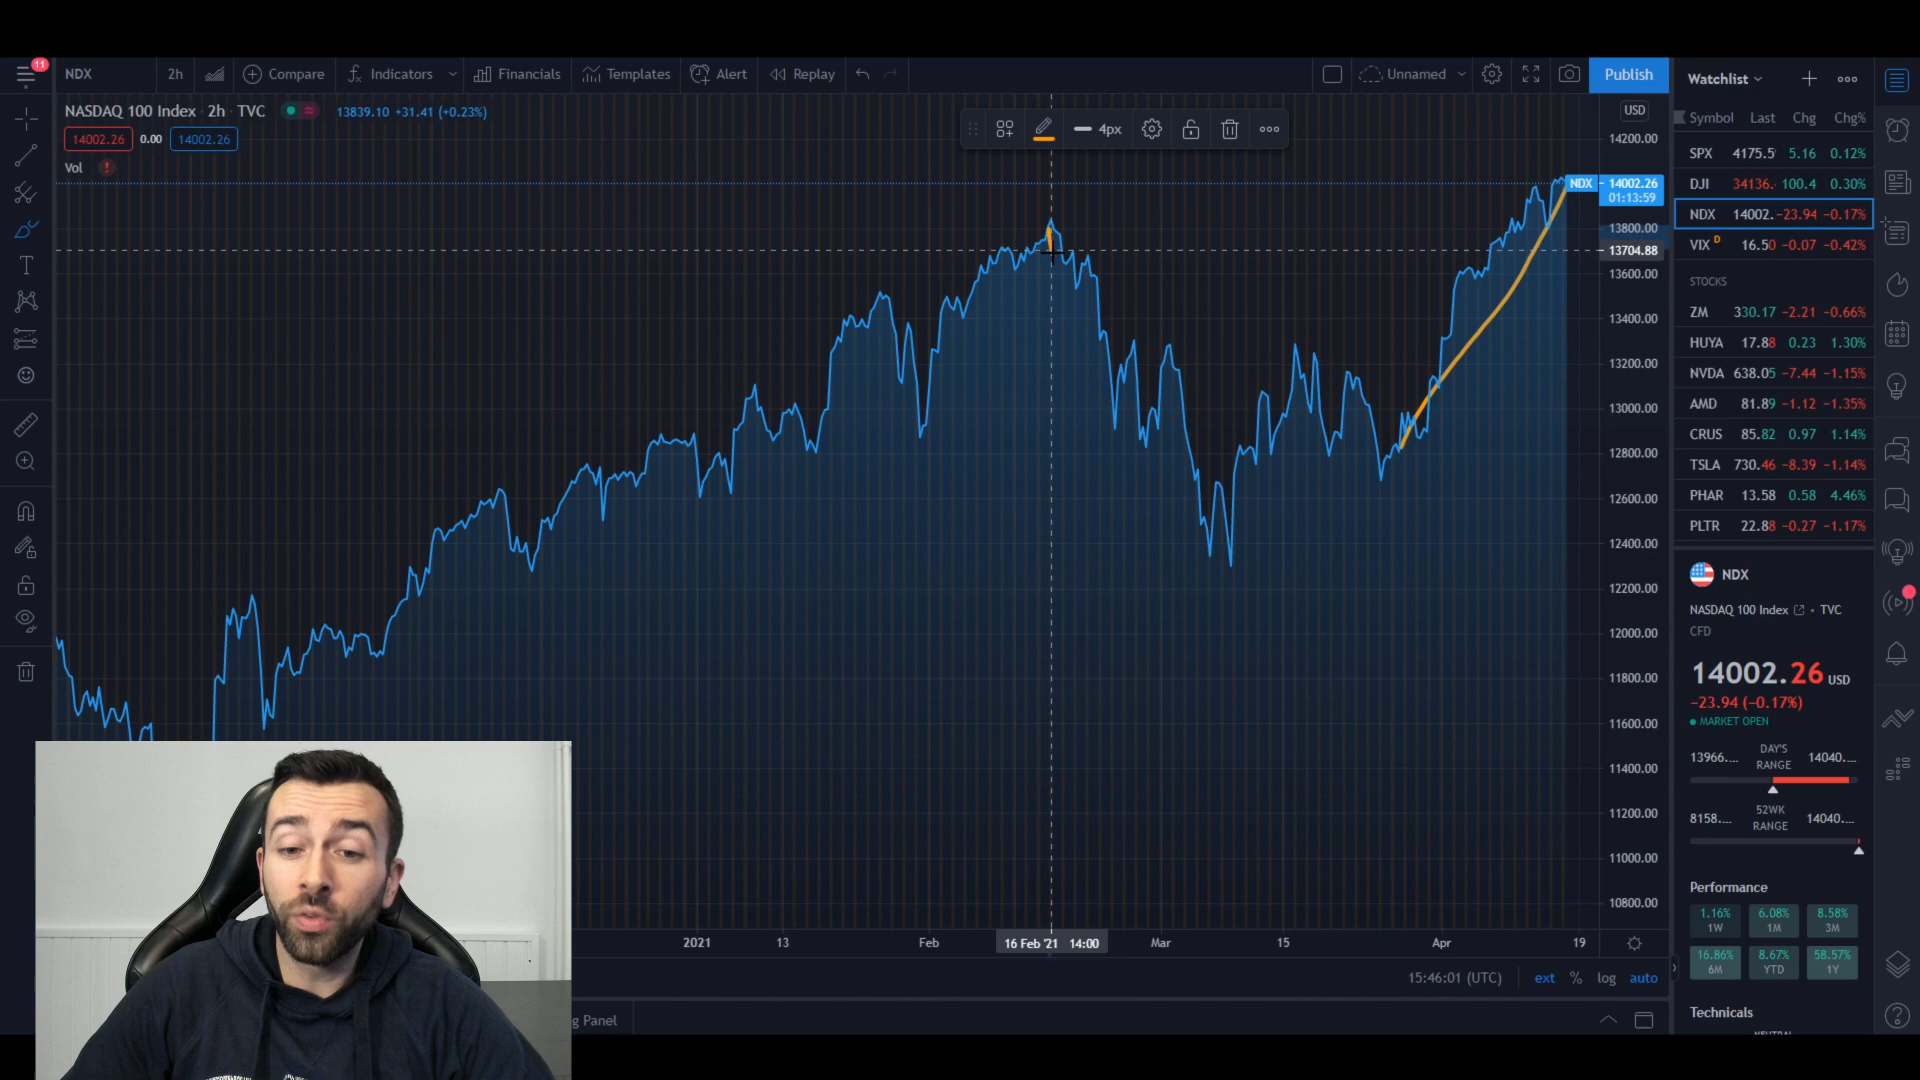 11
NDX
2h
Compare
Indicators
Financials
Templates
Alert
Replay
Unnamed
Publish
NASDAQ 100 Index · 2h · TVC
13839.10 +31.41 (+0.23%)
14002.26 0.00 14002.26
Vol
4px
USD
14200.00
NDX 14002.26
01:13:59
13800.00
13704.88
13600.00
13400.00
13200.00
13000.00
12800.00
12600.00
12400.00
12200.00
12000.00
11800.00
11600.00
11400.00
11200.00
11000.00
10800.00
2021 13 Feb 16 Feb '21 14:00 Mar 15 Apr 19
15:46:01 (UTC) ext % log auto
g Panel
Watchlist
Symbol Last Chg Chg%
SPX 4175.5 5.16 0.12%
DJI 34136. 100.4 0.30%
NDX 14002. −23.94 −0.17%
VIX D 16.50 −0.07 −0.42%
STOCKS
ZM 330.17 −2.21 −0.66%
HUYA 17.88 0.23 1.30%
NVDA 638.05 −7.44 −1.15%
AMD 81.89 −1.12 −1.35%
CRUS 85.82 0.97 1.14%
TSLA 730.46 −8.39 −1.14%
PHAR 13.58 0.58 4.46%
PLTR 22.88 −0.27 −1.17%
NDX
NASDAQ 100 Index · TVC
CFD
14002.26 USD
−23.94 (−0.17%)
MARKET OPEN
13966.... DAY'S RANGE 14040....
8158.... 52WK RANGE 14040....
Performance
1.16% 6.08% 8.58%
1W 1M 3M
16.86% 8.67% 58.57%
6M YTD 1Y
Technicals